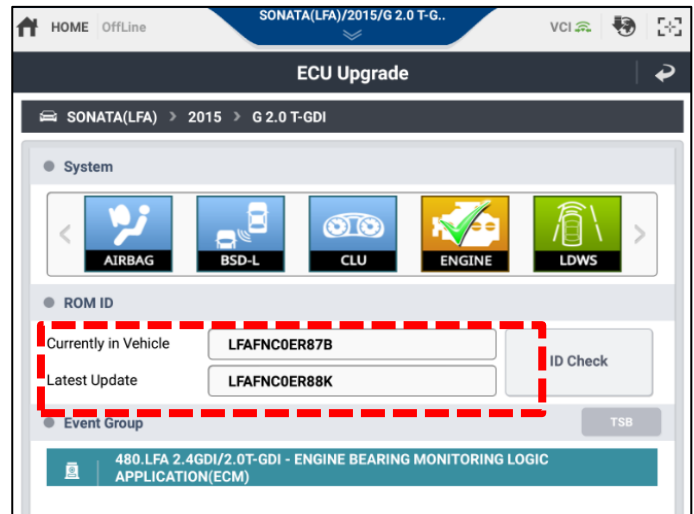 HOME OffLine
SONATA(LFA)/2015/G 2.0 T-G..
VCI
ECU Upgrade
SONATA(LFA) > 2015 > G 2.0 T-GDI
System
AIRBAG BSD-L CLU ENGINE LDWS
ROM ID
Currently in Vehicle LFAFNC0ER87B
Latest Update LFAFNC0ER88K
ID Check
Event Group TSB
480.LFA 2.4GDI/2.0T-GDI - ENGINE BEARING MONITORING LOGIC
APPLICATION(ECM)